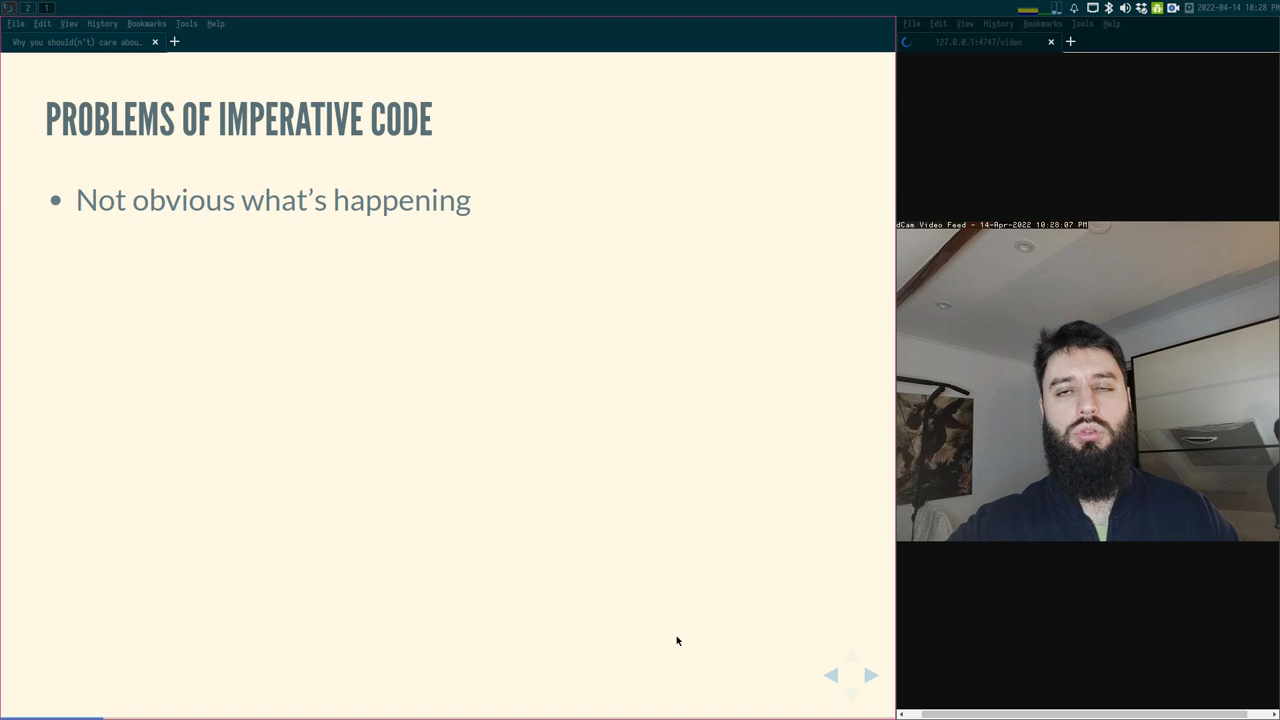 2 1
2022-04-14 10:28 PM
File Edit View History Bookmarks Tools Help
Why you should(n't) care abou…
PROBLEMS OF IMPERATIVE CODE
Not obvious what's happening
File Edit View History Bookmarks Tools Help
127.0.0.1:4747/video
dCam Video Feed - 14-Apr-2022 10:28:07 PM